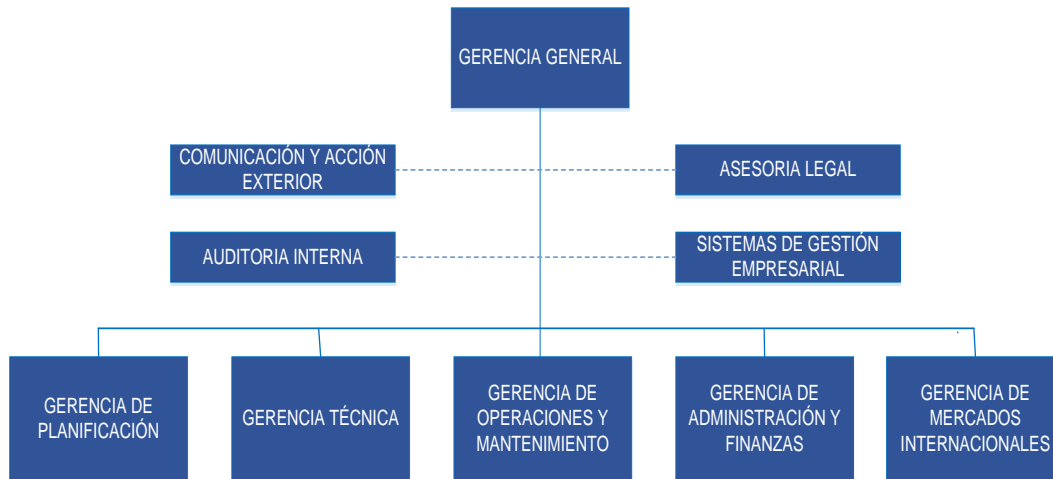 GERENCIA GENERAL
COMUNICACIÓN Y ACCIÓN
EXTERIOR
ASESORIA LEGAL
AUDITORIA INTERNA
SISTEMAS DE GESTIÓN
EMPRESARIAL
GERENCIA DE
PLANIFICACIÓN
GERENCIA TÉCNICA
GERENCIA DE
OPERACIONES Y
MANTENIMIENTO
GERENCIA DE
ADMINISTRACIÓN Y
FINANZAS
GERENCIA DE
MERCADOS
INTERNACIONALES